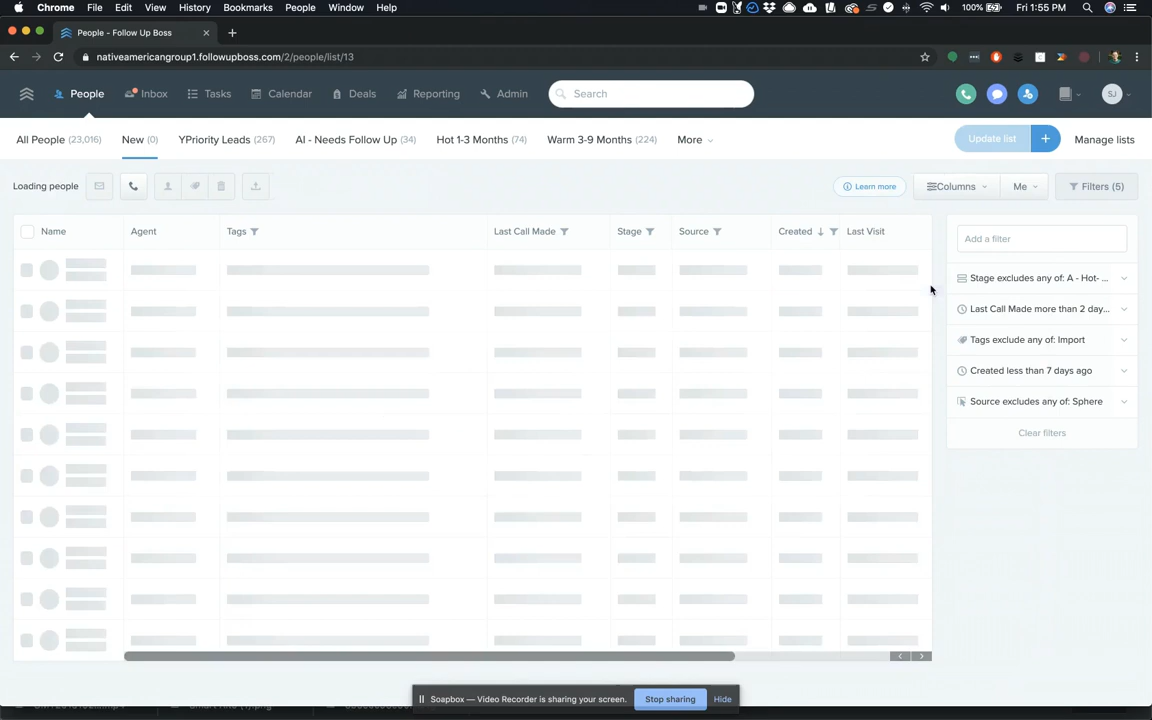 Chrome File Edit View History Bookmarks People Window Help 100% Fri 1:55 PM
People - Follow Up Boss
nativeamericangroup1.followupboss.com/2/people/list/13
People Inbox Tasks Calendar Deals Reporting Admin Search SJ
All People (23,016) New (0) YPriority Leads (267) AI - Needs Follow Up (34) Hot 1-3 Months (74) Warm 3-9 Months (224) More Update list + Manage lists
Loading people Learn more Columns Me Filters (5)
Name Agent Tags Last Call Made Stage Source Created Last Visit
Add a filter
Stage excludes any of: A - Hot- ...
Last Call Made more than 2 day...
Tags exclude any of: Import
Created less than 7 days ago
Source excludes any of: Sphere
Clear filters
Soapbox — Video Recorder is sharing your screen. Stop sharing Hide